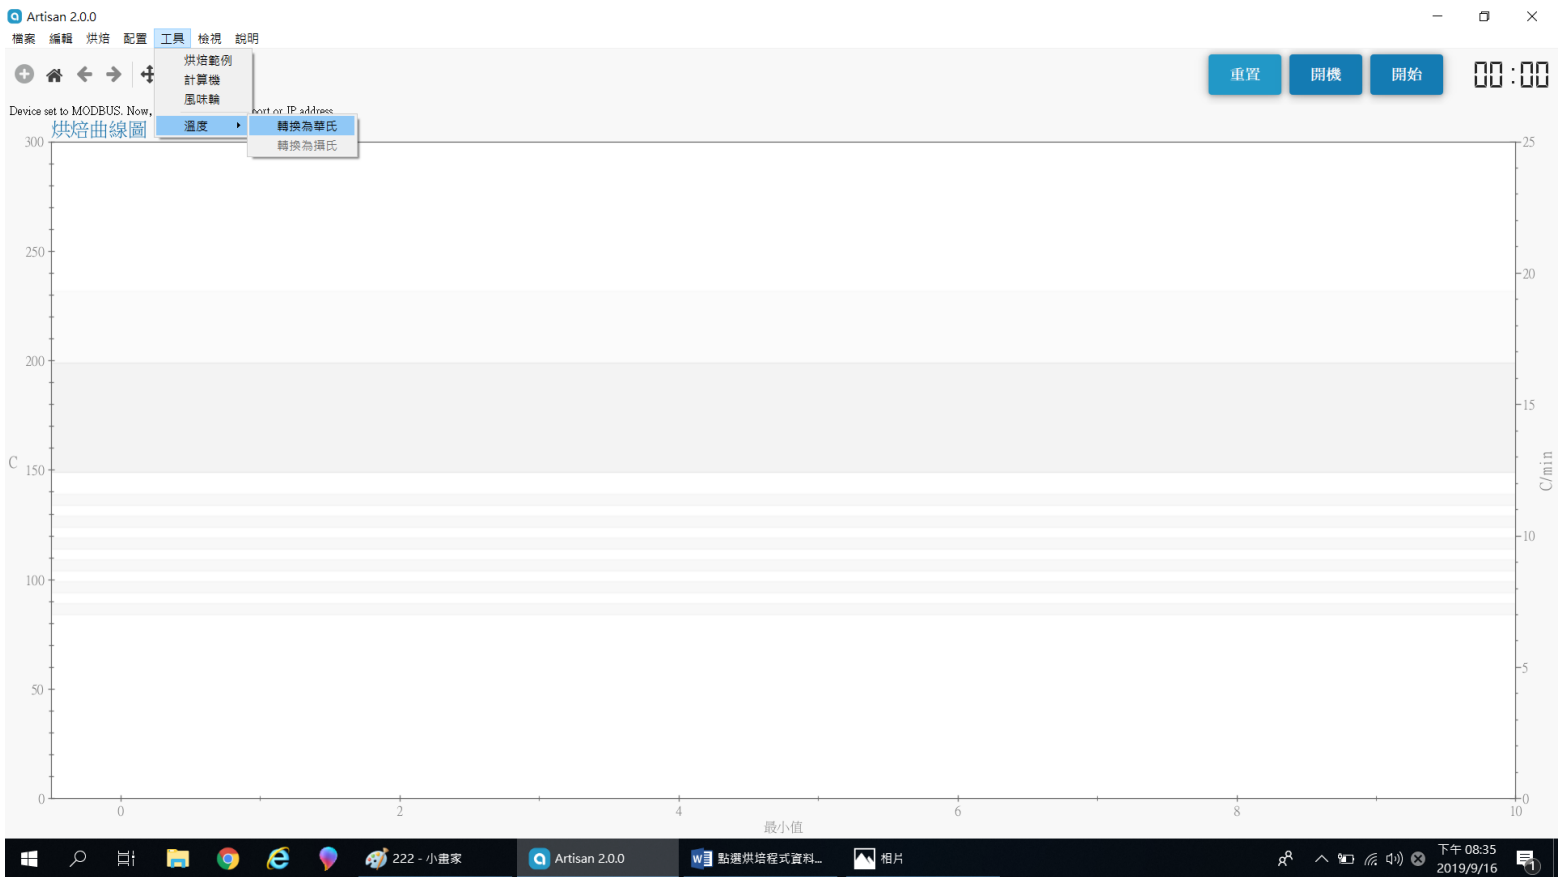 Artisan 2.0.0
檔案 編輯 烘焙 配置 工具 檢視 說明
烘焙範例
計算機
風味輪
溫度
轉換為華氏
轉換為攝氏
重置 開機 開始 00:00
Device set to MODBUS. Now, port or IP address
烘焙曲線圖
300
250
200
150
100
50
0
C
25
20
15
10
5
0
C/min
0 2 4 6 8 10
最小值
222 - 小畫家
Artisan 2.0.0
點選烘培程式資料...
相片
下午 08:35
2019/9/16
1